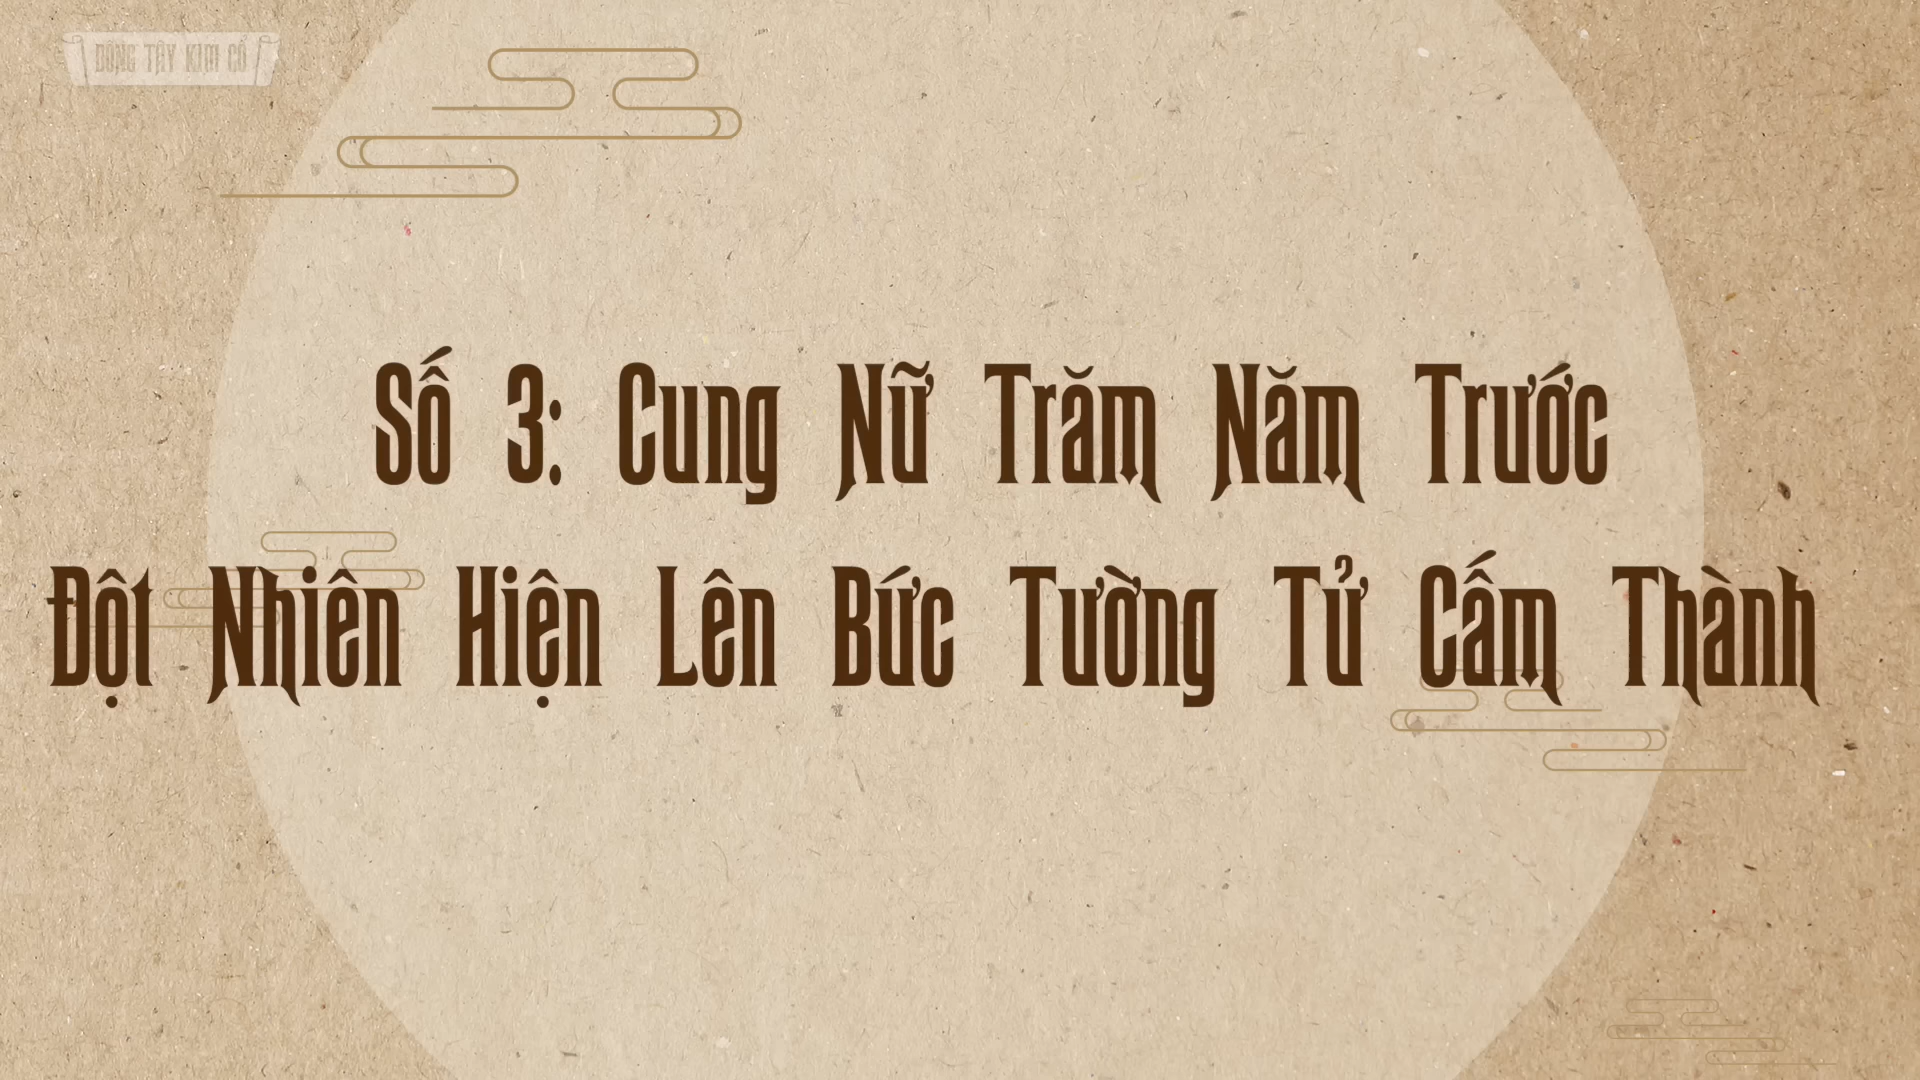 ĐÔNG TÂY KIM CỔ
Số 3: Cung Nữ Trăm Năm Trước
Đột Nhiên Hiện Lên Bức Tường Tử Cấm Thành